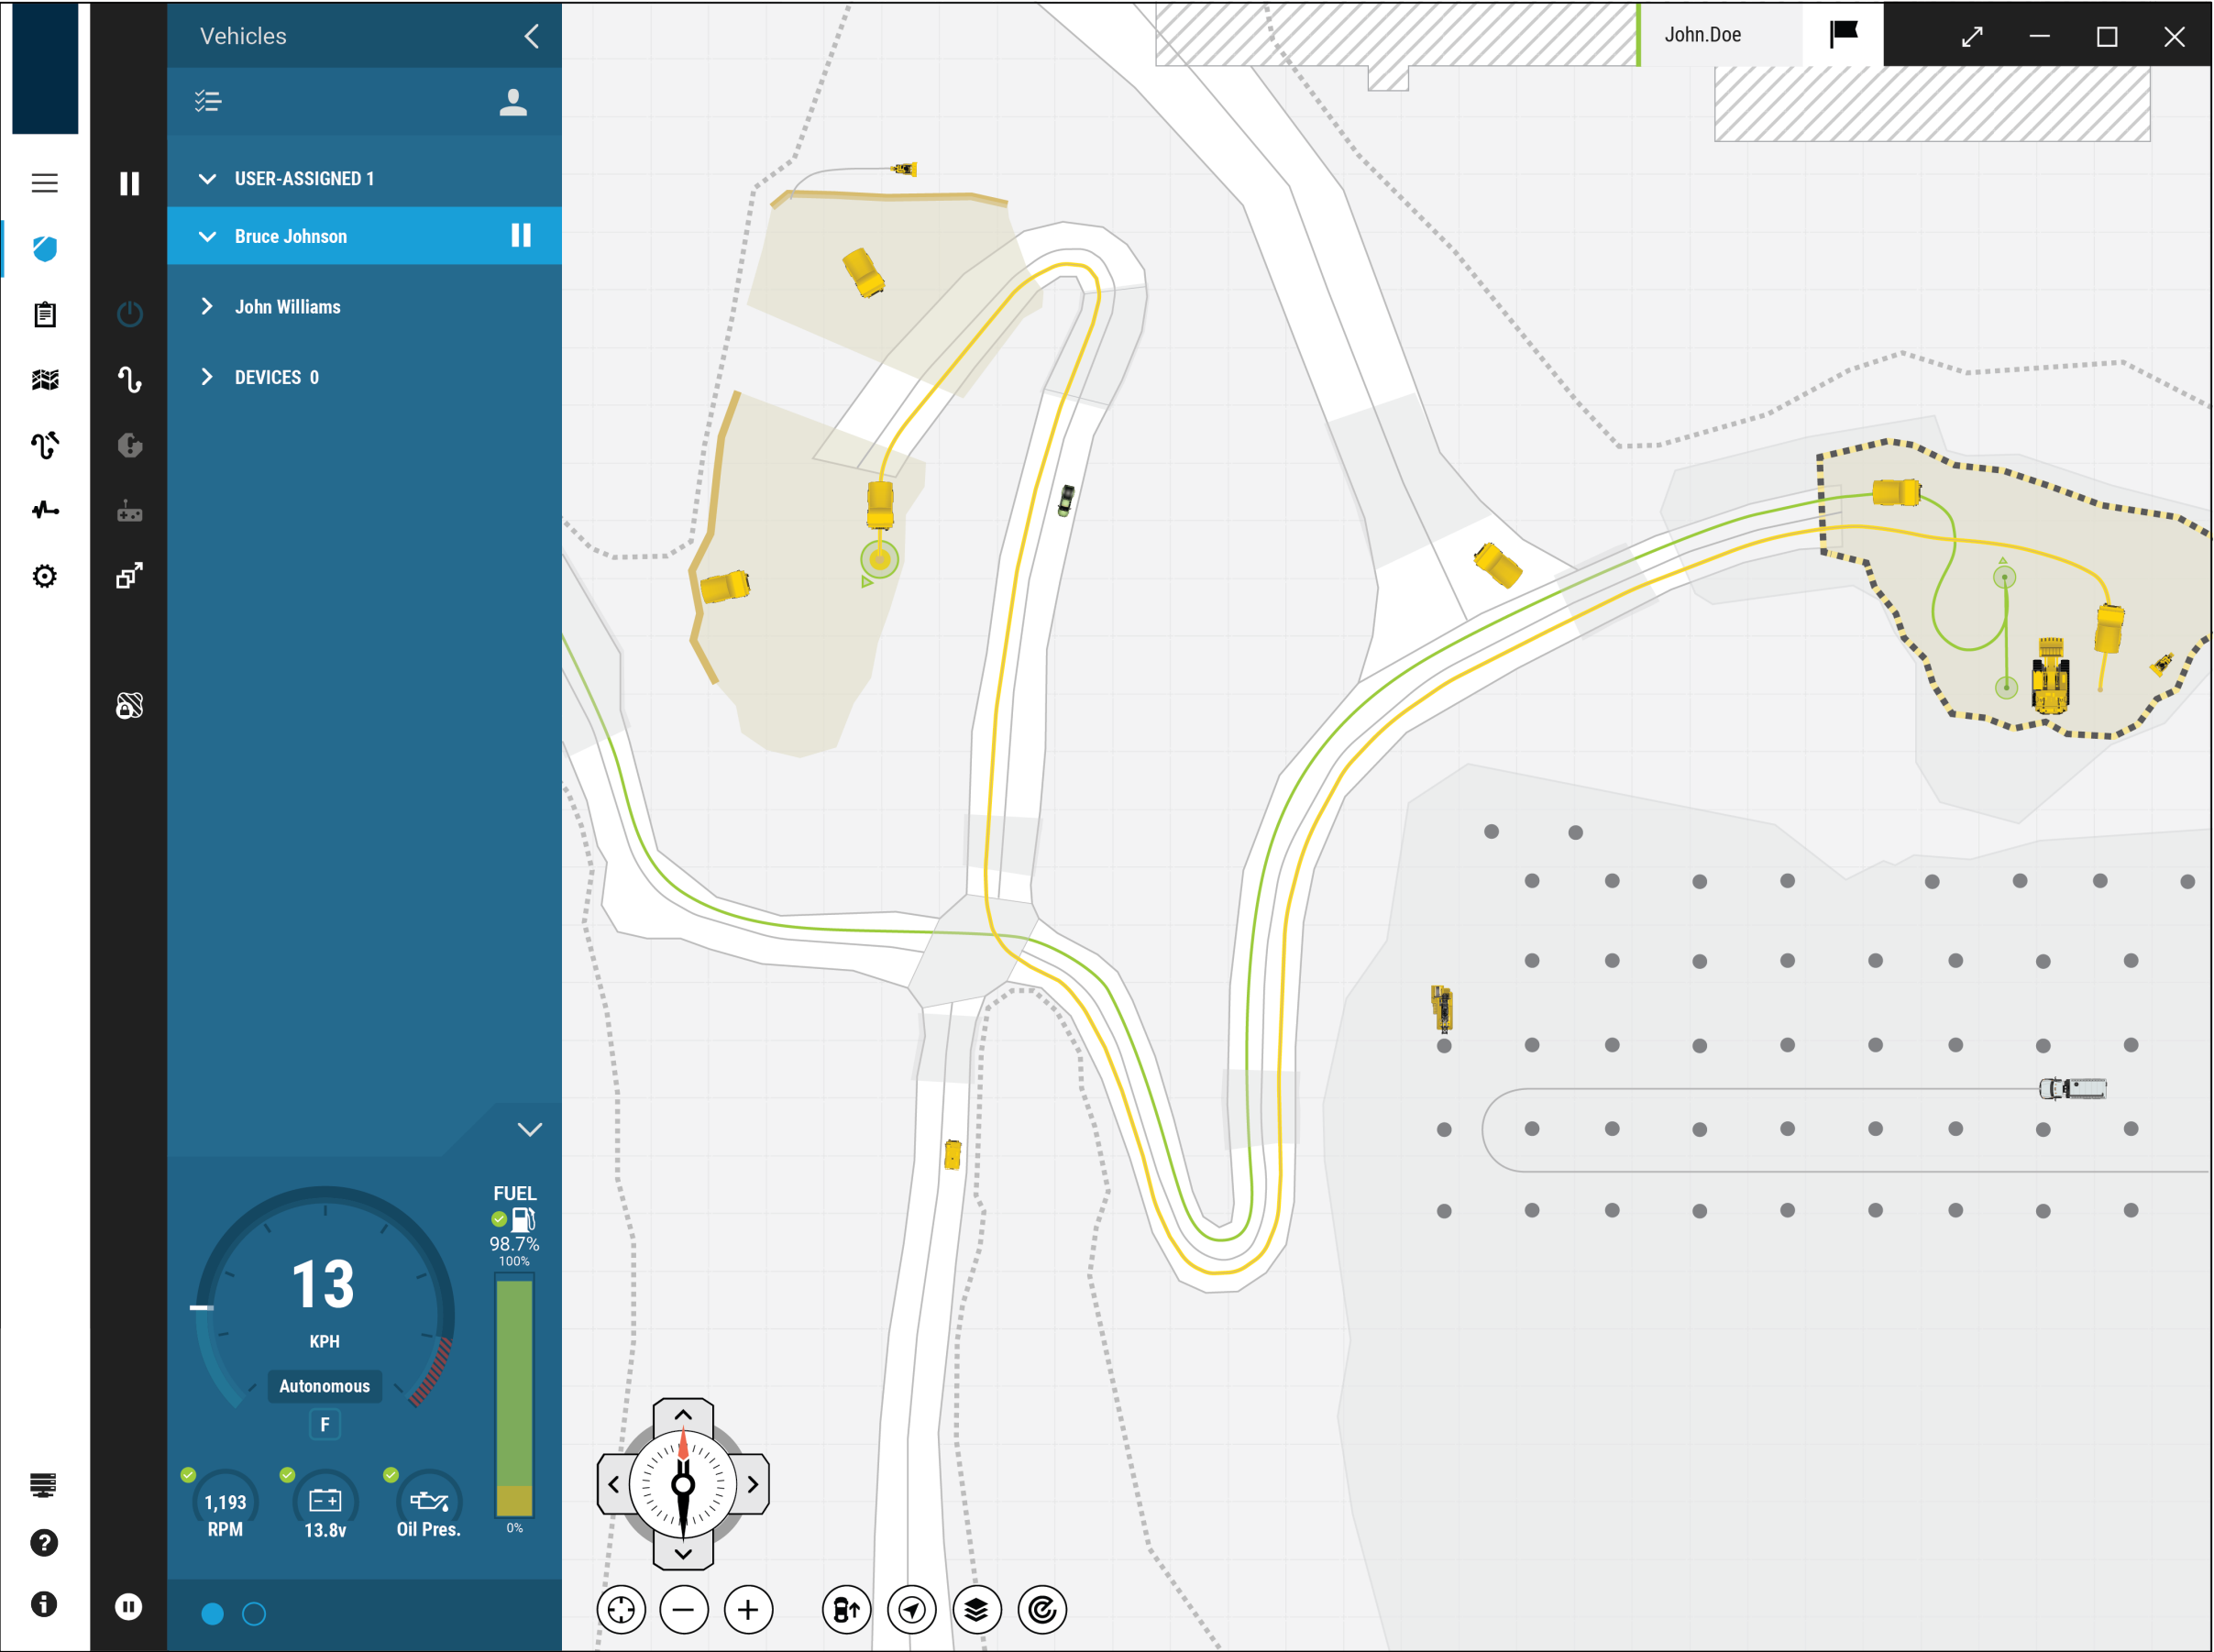 Vehicles
John.Doe
USER-ASSIGNED 1
Bruce Johnson
John Williams
DEVICES 0
FUEL
98.7%
100%
13
KPH
Autonomous
F
1,193
RPM
13.8v
Oil Pres.
0%